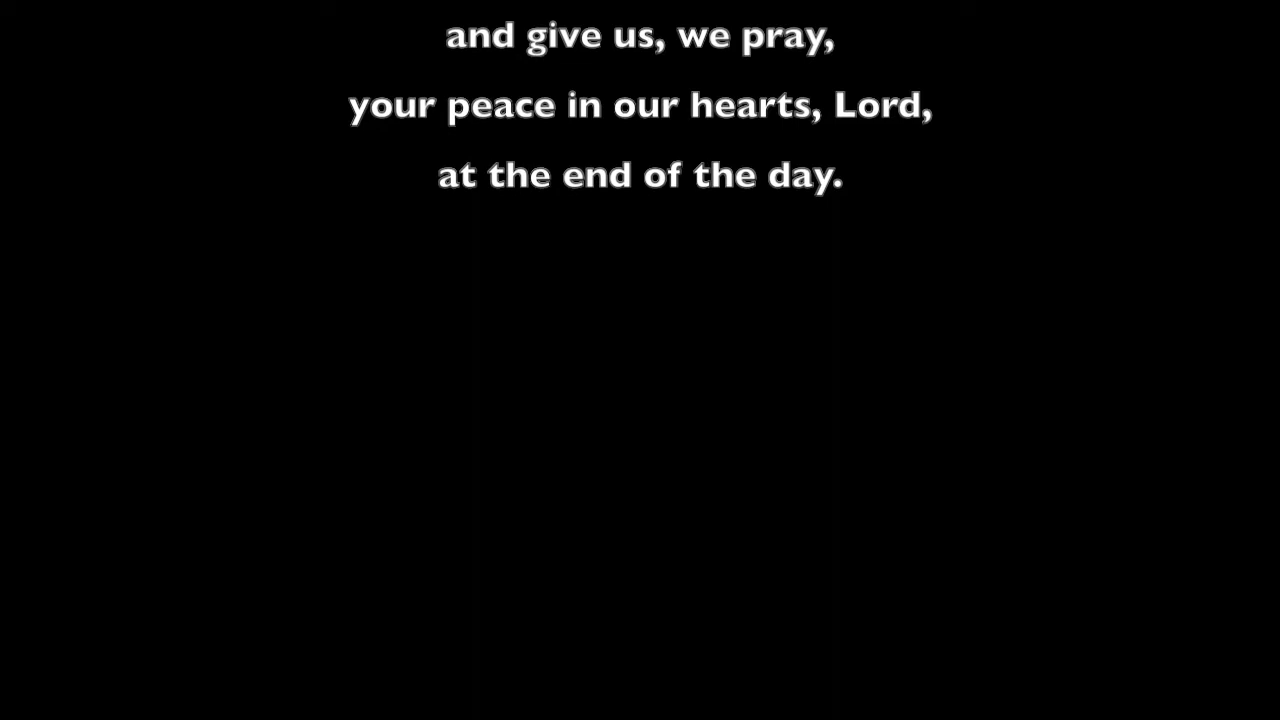 and give us, we pray,
your peace in our hearts, Lord,
at the end of the day.